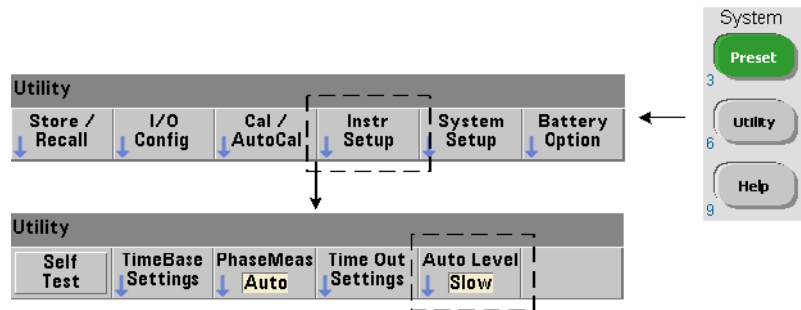 System
Preset
3
Utility
Store / I/O Cal / Instr System Battery
Recall Config AutoCal Setup Setup Option
Utility
6
Help
9
Utility
Self TimeBase PhaseMeas Time Out Auto Level
Test Settings Auto Settings Slow